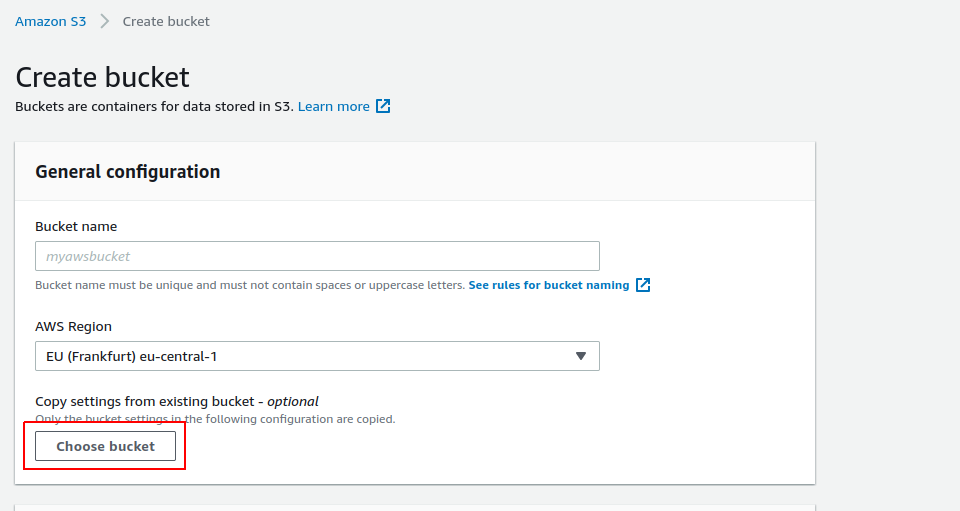 Amazon S3 > Create bucket
Create bucket
Buckets are containers for data stored in S3. Learn more
General configuration
Bucket name
myawsbucket
Bucket name must be unique and must not contain spaces or uppercase letters. See rules for bucket naming
AWS Region
EU (Frankfurt) eu-central-1
Copy settings from existing bucket - optional
Only the bucket settings in the following configuration are copied.
Choose bucket